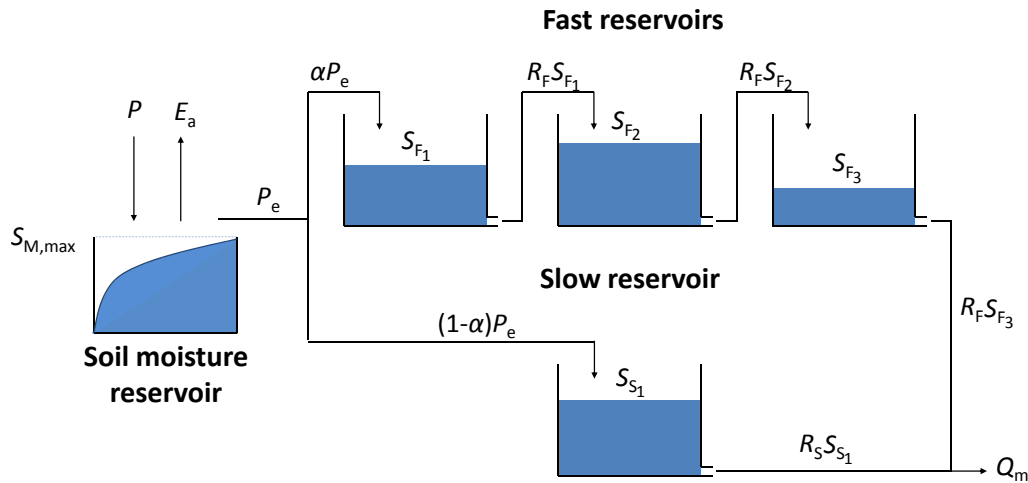 Fast reservoirs
αPe
RFSF1
RFSF2
P
Ea
SF1
SF2
SF3
Pe
SM,max
Slow reservoir
RFSF3
(1-α)Pe
Soil moisture
reservoir
SS1
RSSS1
Qm